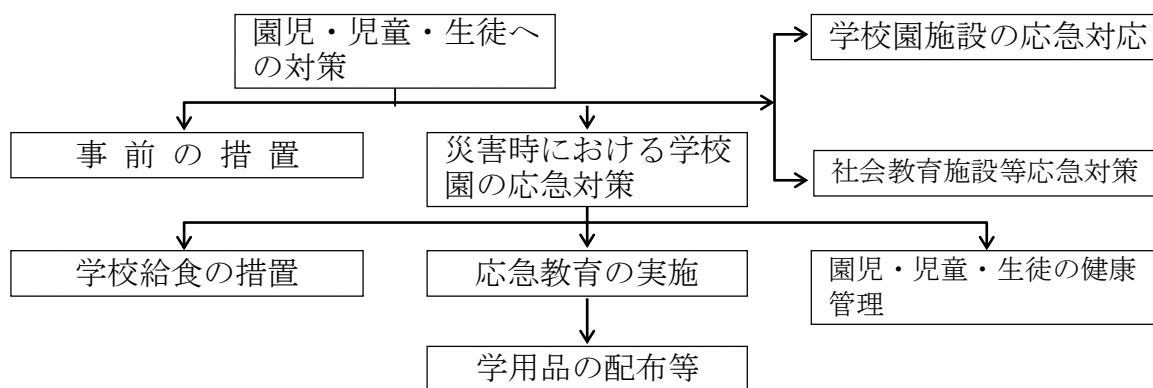 園児・児童・生徒へ
の対策
学校園施設の応急対応
事 前 の 措 置
災害時における学校
園の応急対策
社会教育施設等応急対策
学校給食の措置
応急教育の実施
園児・児童・生徒の健康
管理
学用品の配布等